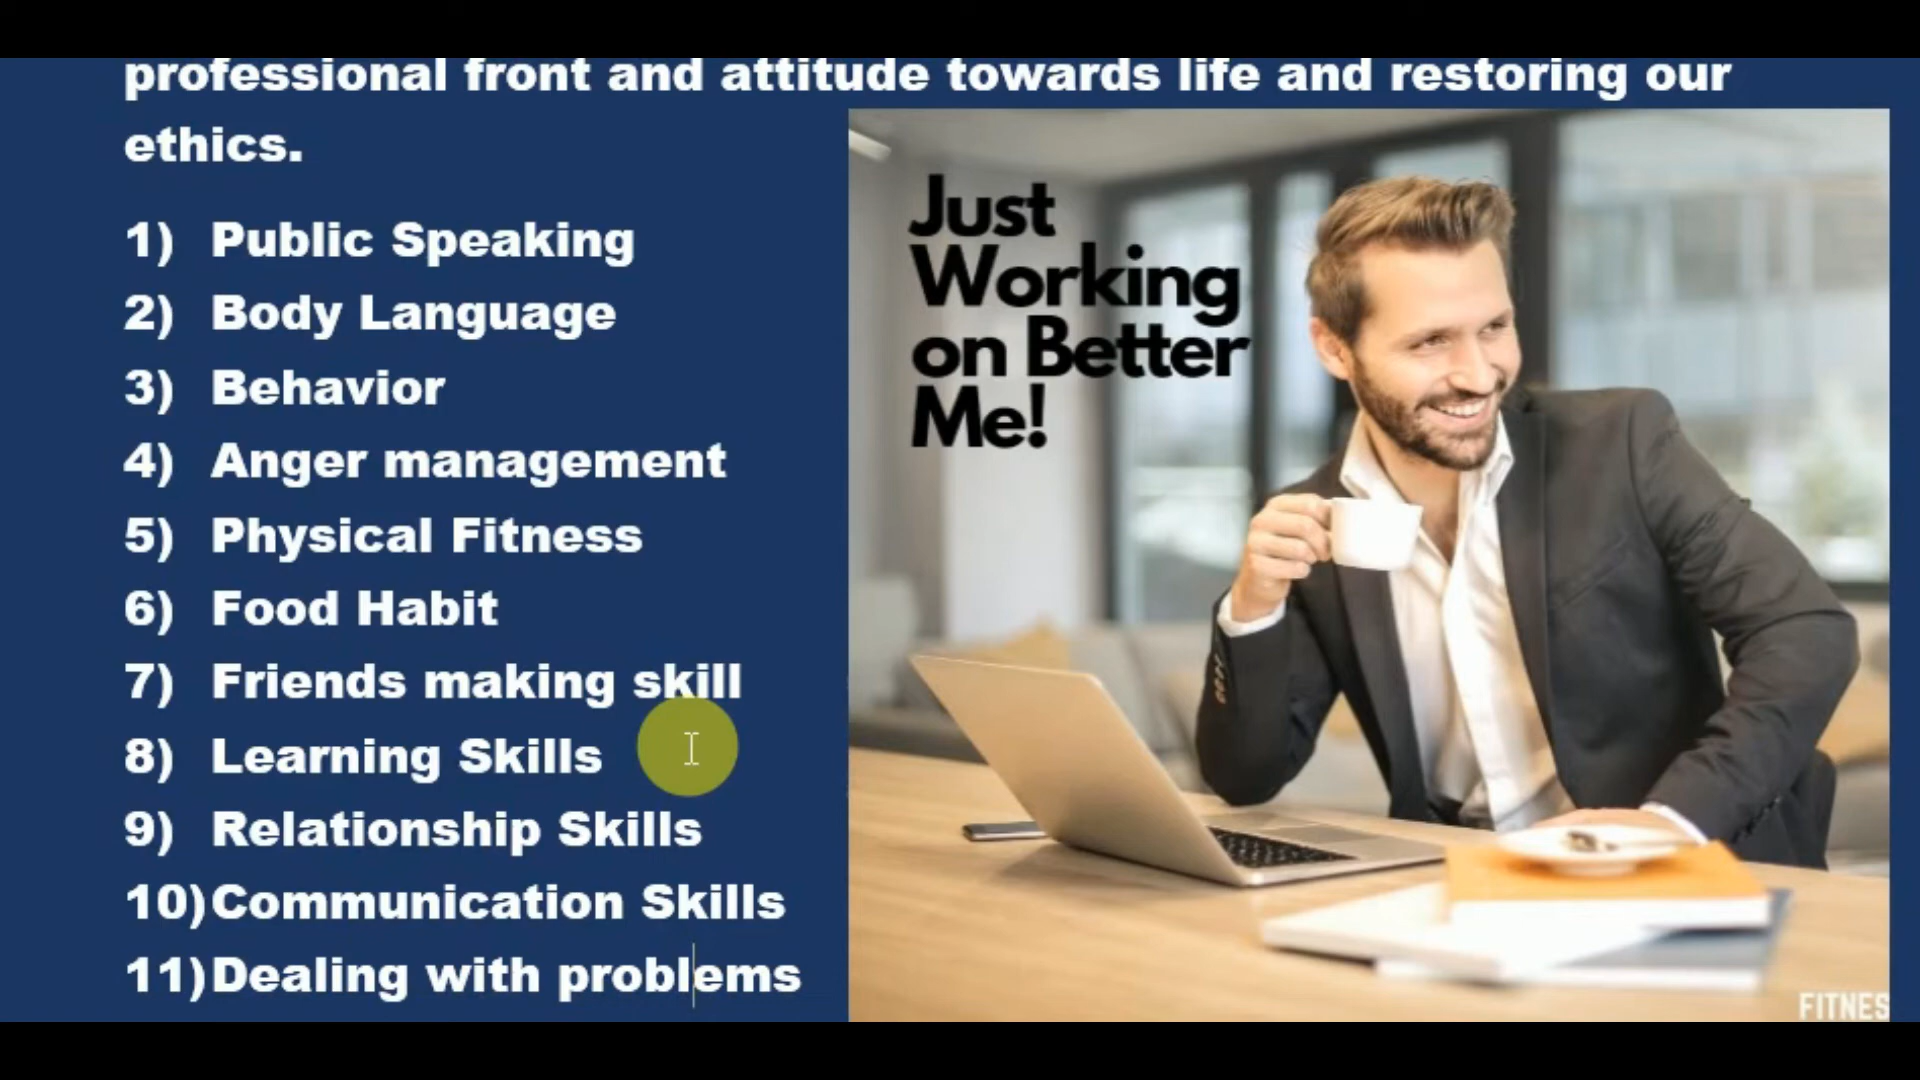 professional front and attitude towards life and restoring our
ethics.
1) Public Speaking
2) Body Language
3) Behavior
4) Anger management
5) Physical Fitness
6) Food Habit
7) Friends making skill
8) Learning Skills
9) Relationship Skills
10) Communication Skills
11) Dealing with problems
Just
Working
on Better
Me!
FITNES